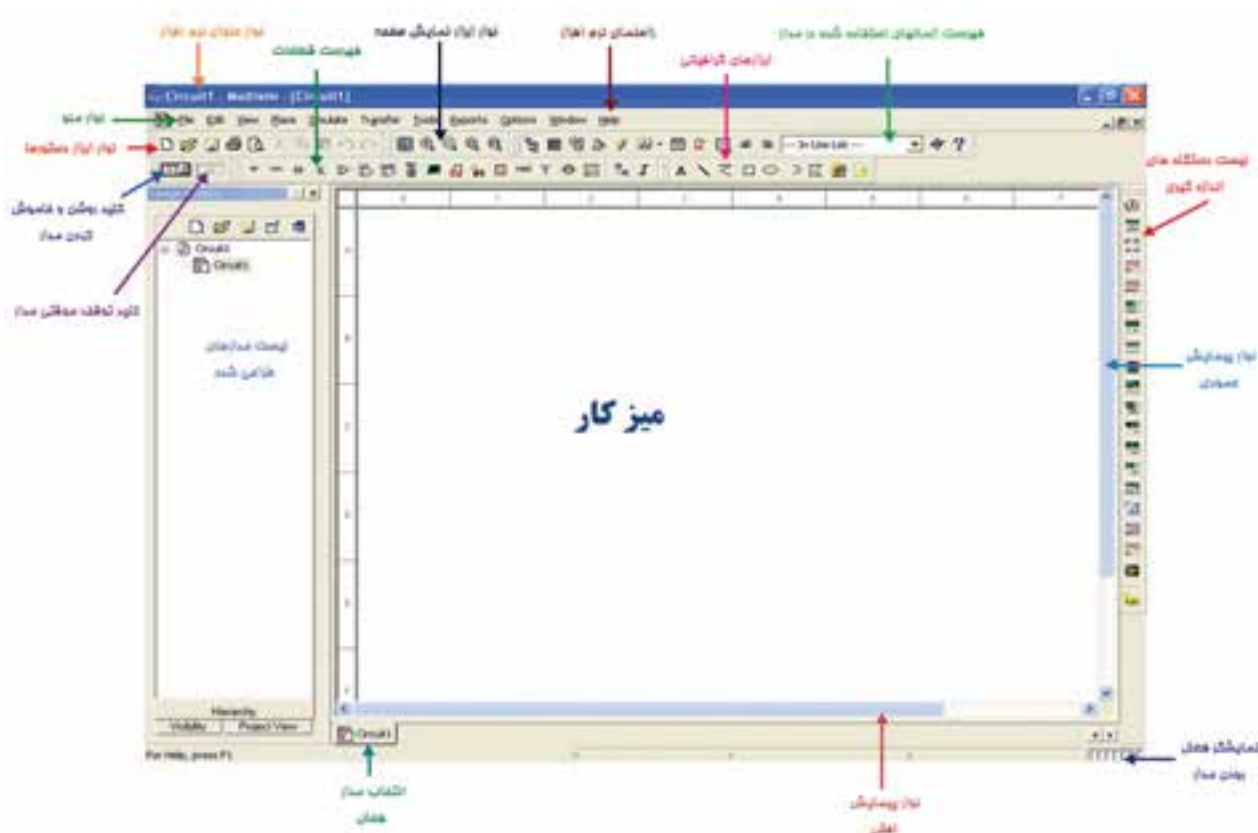 نوار عنوان نرم افزار
نوار ابزار نمایش صفحه
راهنمای نرم افزار
فهرست المانهای استفاده شده در مدار
فهرست قطعات
ابزارهای گرافیکی
Circuit1 - Multisim - [Circuit1]
نوار منو
File Edit View Place Simulate Transfer Tools Reports Options Window Help
نوار ابزار دستورها
--- In Use List ---
لیست دستگاه های
اندازه گیری
کلید روشن و خاموش
کردن مدار
Circuit1
Circuit1
کلید توقف موقتی مدار
لیست مدارهای
طراحی شده
نوار پیمایش
عمودی
میز کار
Hierarchy
Visibility
Project View
Circuit1
For Help, press F1
نمایشگر فعال
بودن مدار
انتخاب مدار
فعال
نوار پیمایش
افقی